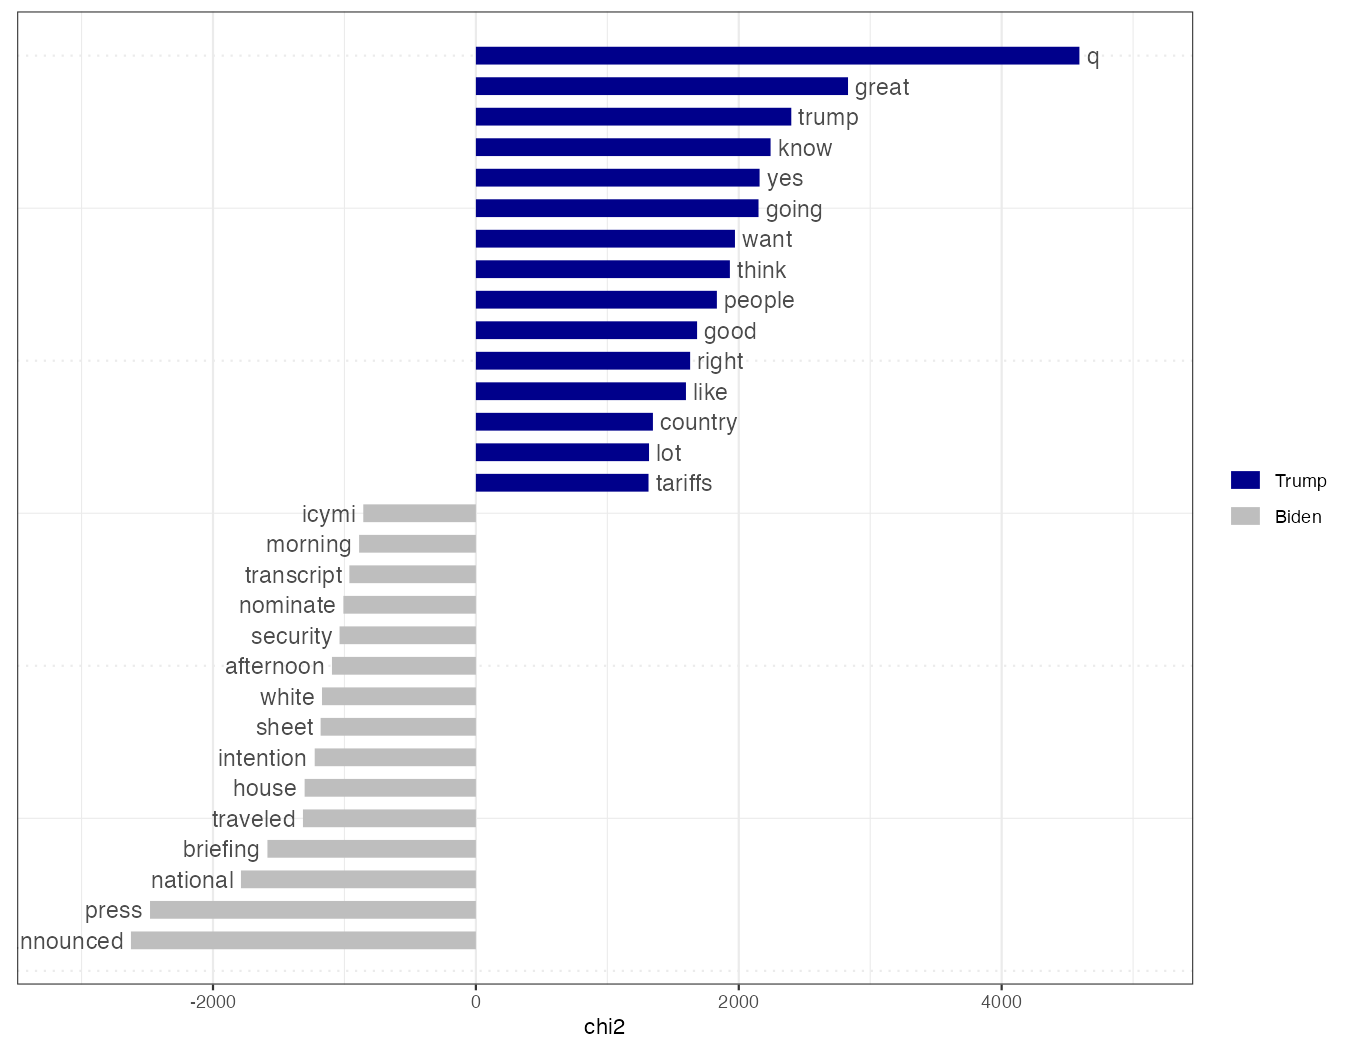 q
great
trump
know
yes
going
want
think
people
good
right
like
country
lot
tariffs
icymi
morning
transcript
nominate
security
afternoon
white
sheet
intention
house
traveled
briefing
national
press
nnounced
-2000 0 2000 4000
chi2
Trump
Biden